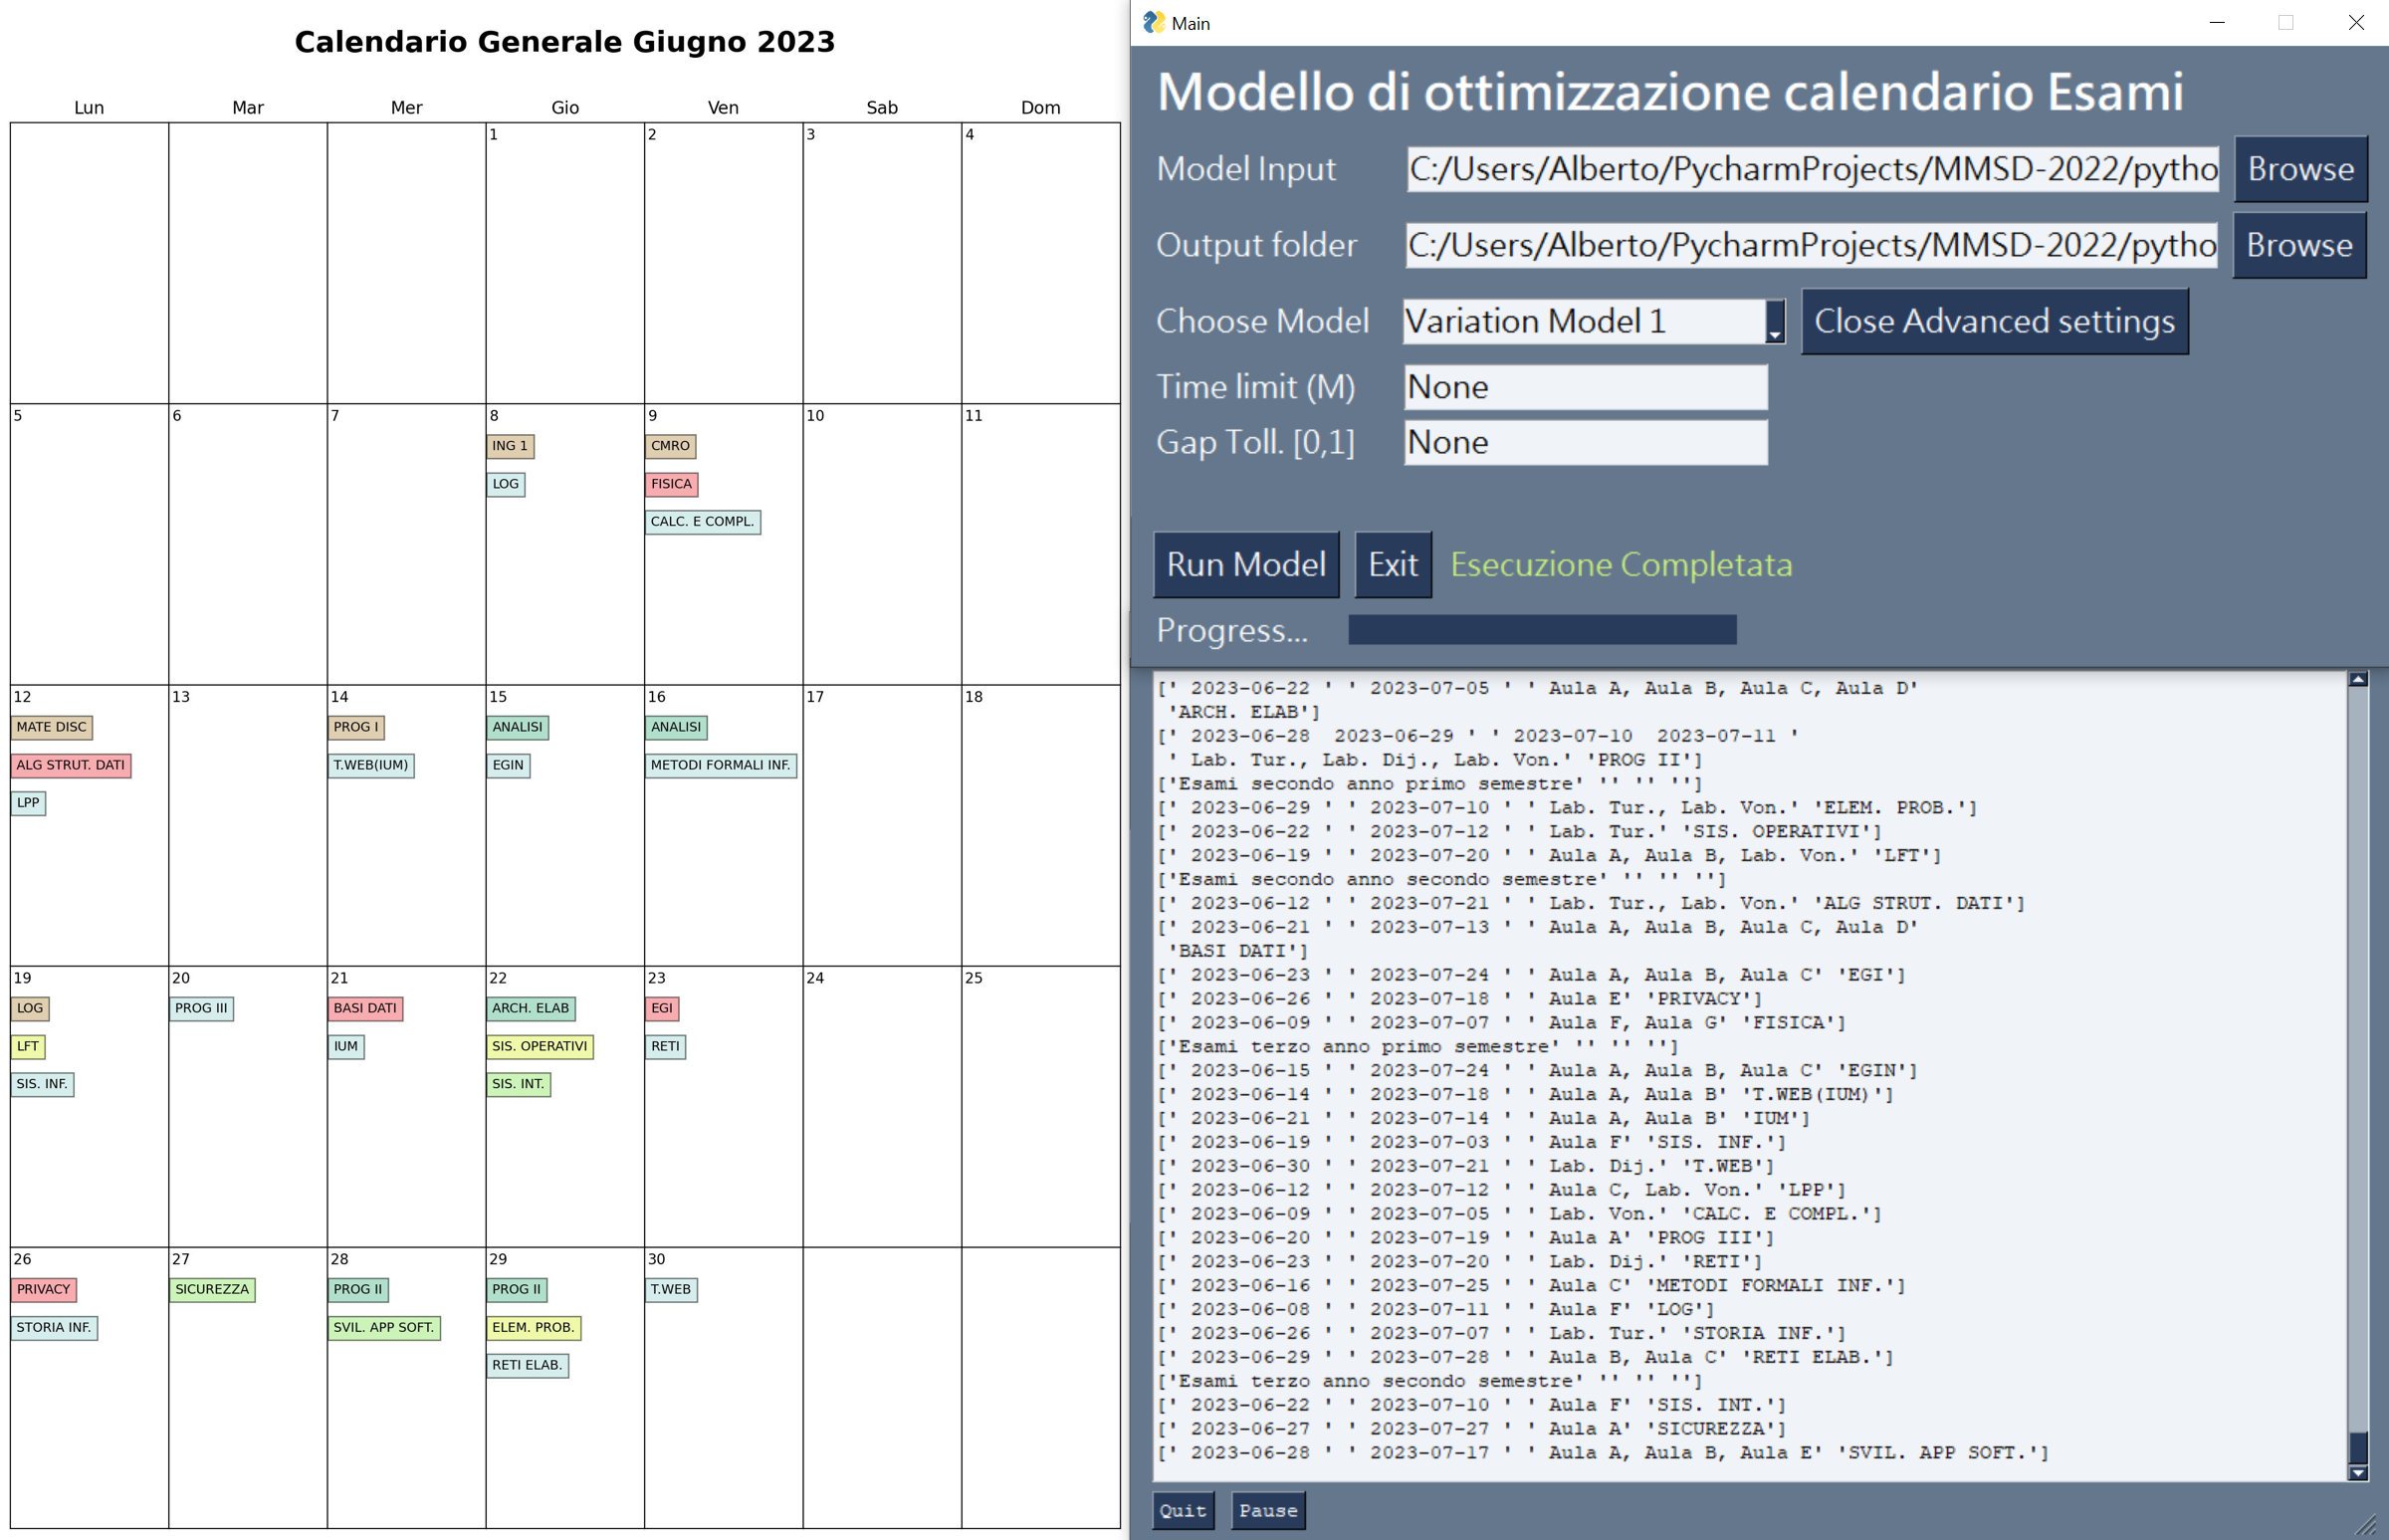 Calendario Generale Giugno 2023
Lun Mar Mer Gio Ven Sab Dom
1 2 3 4
5 6 7 8 9 10 11
ING 1 CMRO
LOG FISICA
CALC. E COMPL.
12 13 14 15 16 17 18
MATE DISC PROG I ANALISI ANALISI
ALG STRUT. DATI T.WEB(IUM) EGIN METODI FORMALI INF.
LPP
19 20 21 22 23 24 25
LOG PROG III BASI DATI ARCH. ELAB EGI
LFT IUM SIS. OPERATIVI RETI
SIS. INF. SIS. INT.
26 27 28 29 30
PRIVACY SICUREZZA PROG II PROG II T.WEB
STORIA INF. SVIL. APP SOFT. ELEM. PROB.
RETI ELAB.
Main
Modello di ottimizzazione calendario Esami
Model Input C:/Users/Alberto/PycharmProjects/MMSD-2022/pytho Browse
Output folder C:/Users/Alberto/PycharmProjects/MMSD-2022/pytho Browse
Choose Model Variation Model 1 Close Advanced settings
Time limit (M) None
Gap Toll. [0,1] None
Run Model Exit Esecuzione Completata
Progress...
[' 2023-06-22 ' ' 2023-07-05 ' ' Aula A, Aula B, Aula C, Aula D'
'ARCH. ELAB']
[' 2023-06-28  2023-06-29 ' ' 2023-07-10  2023-07-11 '
' Lab. Tur., Lab. Dij., Lab. Von.' 'PROG II']
['Esami secondo anno primo semestre' '' '' '']
[' 2023-06-29 ' ' 2023-07-10 ' ' Lab. Tur., Lab. Von.' 'ELEM. PROB.']
[' 2023-06-22 ' ' 2023-07-12 ' ' Lab. Tur.' 'SIS. OPERATIVI']
[' 2023-06-19 ' ' 2023-07-20 ' ' Aula A, Aula B, Lab. Von.' 'LFT']
['Esami secondo anno secondo semestre' '' '' '']
[' 2023-06-12 ' ' 2023-07-21 ' ' Lab. Tur., Lab. Von.' 'ALG STRUT. DATI']
[' 2023-06-21 ' ' 2023-07-13 ' ' Aula A, Aula B, Aula C, Aula D'
'BASI DATI']
[' 2023-06-23 ' ' 2023-07-24 ' ' Aula A, Aula B, Aula C' 'EGI']
[' 2023-06-26 ' ' 2023-07-18 ' ' Aula E' 'PRIVACY']
[' 2023-06-09 ' ' 2023-07-07 ' ' Aula F, Aula G' 'FISICA']
['Esami terzo anno primo semestre' '' '' '']
[' 2023-06-15 ' ' 2023-07-24 ' ' Aula A, Aula B, Aula C' 'EGIN']
[' 2023-06-14 ' ' 2023-07-18 ' ' Aula A, Aula B' 'T.WEB(IUM)']
[' 2023-06-21 ' ' 2023-07-14 ' ' Aula A, Aula B' 'IUM']
[' 2023-06-19 ' ' 2023-07-03 ' ' Aula F' 'SIS. INF.']
[' 2023-06-30 ' ' 2023-07-21 ' ' Lab. Dij.' 'T.WEB']
[' 2023-06-12 ' ' 2023-07-12 ' ' Aula C, Lab. Von.' 'LPP']
[' 2023-06-09 ' ' 2023-07-05 ' ' Lab. Von.' 'CALC. E COMPL.']
[' 2023-06-20 ' ' 2023-07-19 ' ' Aula A' 'PROG III']
[' 2023-06-23 ' ' 2023-07-20 ' ' Lab. Dij.' 'RETI']
[' 2023-06-16 ' ' 2023-07-25 ' ' Aula C' 'METODI FORMALI INF.']
[' 2023-06-08 ' ' 2023-07-11 ' ' Aula F' 'LOG']
[' 2023-06-26 ' ' 2023-07-07 ' ' Lab. Tur.' 'STORIA INF.']
[' 2023-06-29 ' ' 2023-07-28 ' ' Aula B, Aula C' 'RETI ELAB.']
['Esami terzo anno secondo semestre' '' '' '']
[' 2023-06-22 ' ' 2023-07-10 ' ' Aula F' 'SIS. INT.']
[' 2023-06-27 ' ' 2023-07-27 ' ' Aula A' 'SICUREZZA']
[' 2023-06-28 ' ' 2023-07-17 ' ' Aula A, Aula B, Aula E' 'SVIL. APP SOFT.']
Quit Pause